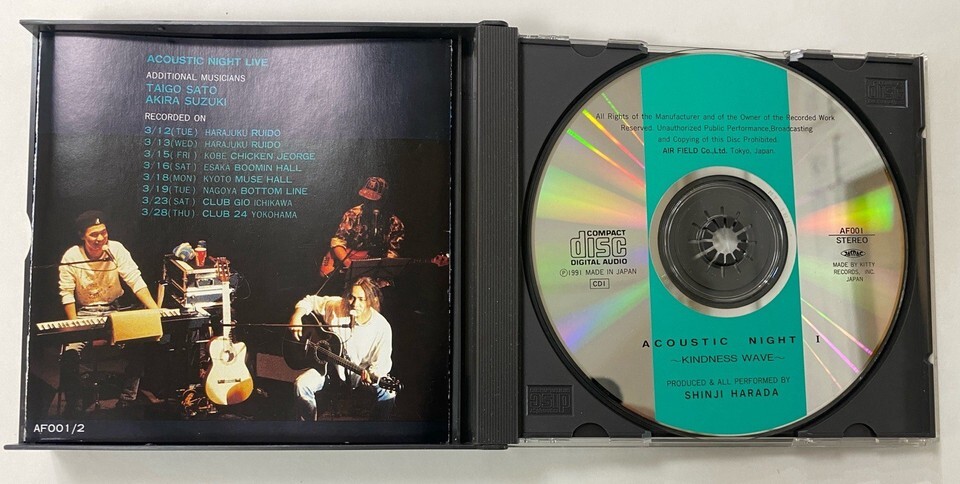 ACOUSTIC NIGHT LIVE
ADDITIONAL MUSICIANS
TAIGO SATO
AKIRA SUZUKI
RECORDED ON
3/12(TUE) HARAJUKU RUIDO
3/13(WED) HARAJUKU RUIDO
3/15(FRI) KOBE CHICKEN JEORGE
3/16(SAT) ESAKA BOOMIN HALL
3/18(MON) KYOTO MUSE HALL
3/19(TUE) NAGOYA BOTTOM LINE
3/23(SAT) CLUB GIO ICHIKAWA
3/28(THU) CLUB 24 YOKOHAMA
AF001/2
All Rights of the Manufacturer and of the Owner of the Recorded Work
Reserved. Unauthorized Public Performance,Broadcasting
and Copying of this Disc Prohibited.
AIR FIELD Co.,Ltd. Tokyo, Japan.
COMPACT
disc
DIGITAL AUDIO
Ⓟ1991 MADE IN JAPAN
CD1
AF001
STEREO
MADE BY KITTY
RECORDS, INC.
JAPAN
ACOUSTIC NIGHT I
~KINDNESS WAVE~
PRODUCED & ALL PERFORMED BY
SHINJI HARADA